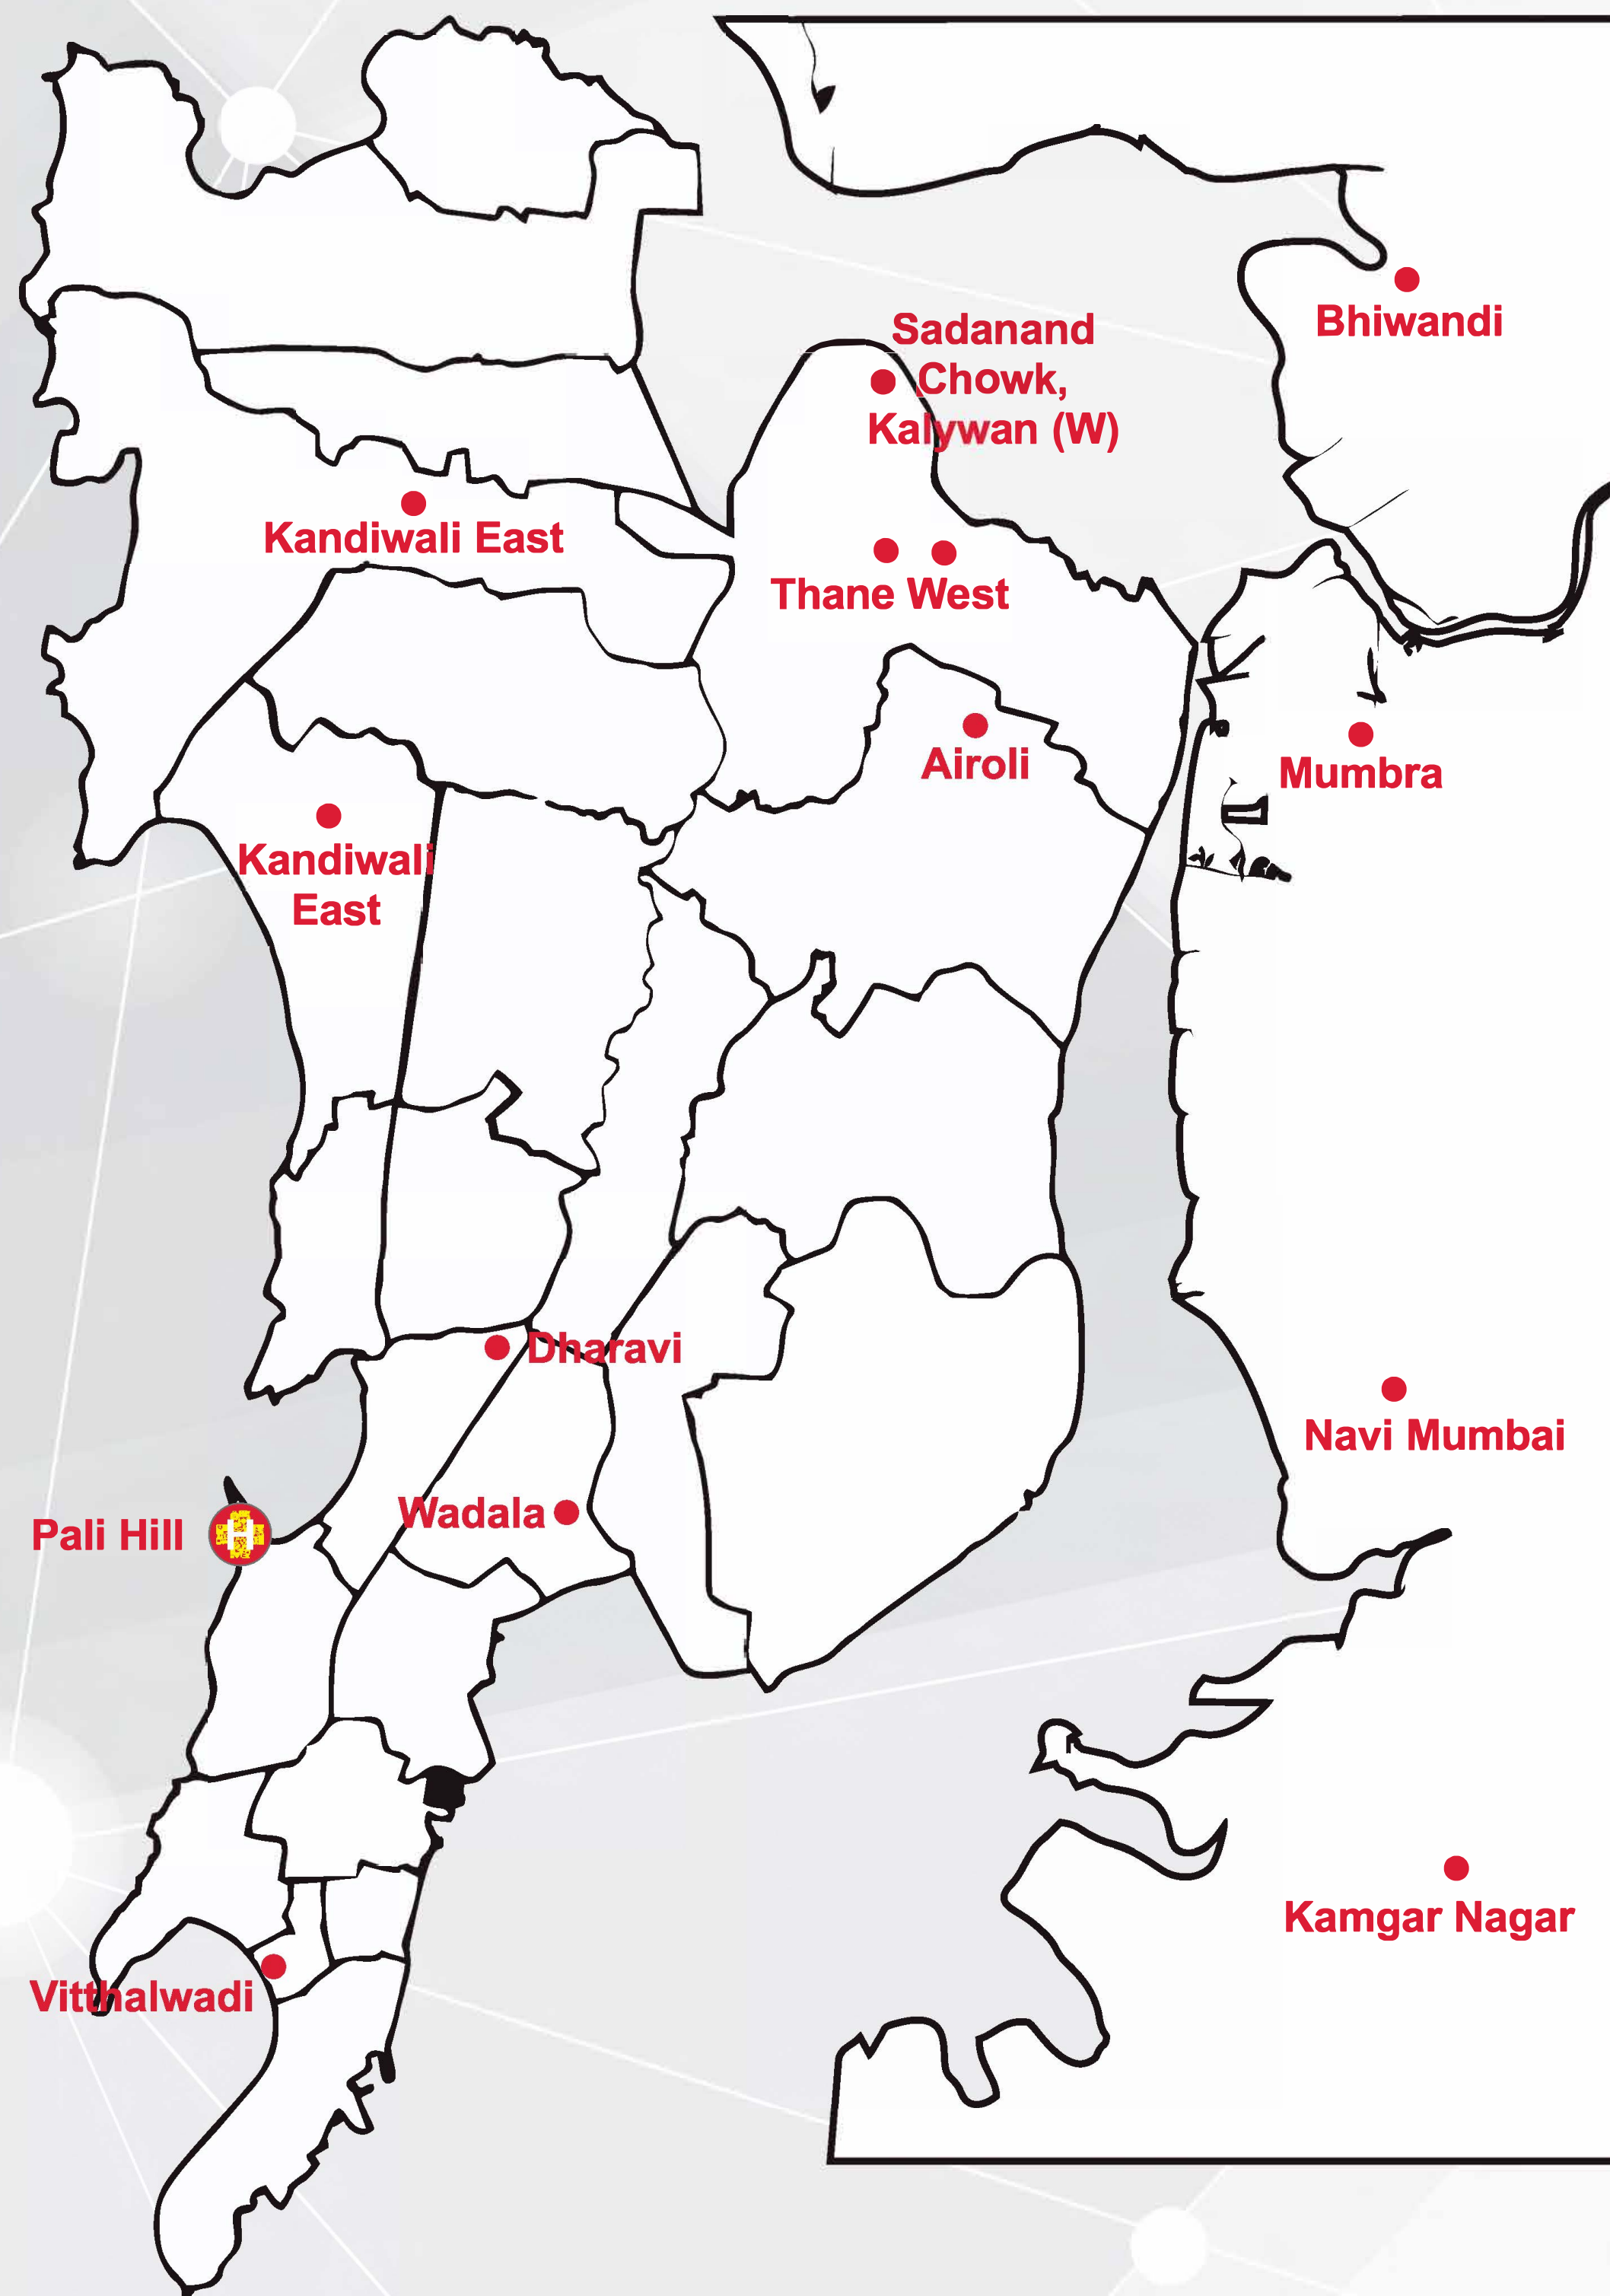 Bhiwandi
Sadanand
Chowk,
Kalywan (W)
Kandiwali East
Thane West
Airoli
Mumbra
Kandiwali
East
Dharavi
Navi Mumbai
Wadala
Pali Hill
H
Kamgar Nagar
Vitthalwadi